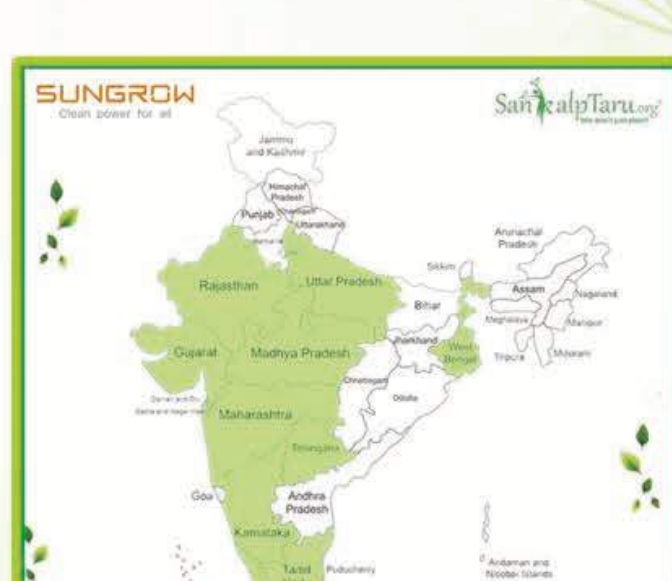 SUNGROW
Clean power for all
SankalpTaru.org
Jammu
and Kashmir
Himachal
Pradesh
Punjab
Uttarakhand
Arunachal
Pradesh
Sikkim
Rajasthan
Uttar Pradesh
Assam
Nagaland
Bihar
Meghalaya
Manipur
Jharkhand
West
Bengal
Gujarat
Madhya Pradesh
Tripura
Mizoram
Chhattisgarh
Odisha
Maharashtra
Telangana
Goa
Andhra
Pradesh
Karnataka
Andaman and
Nicobar Islands
Tamil
Puducherry